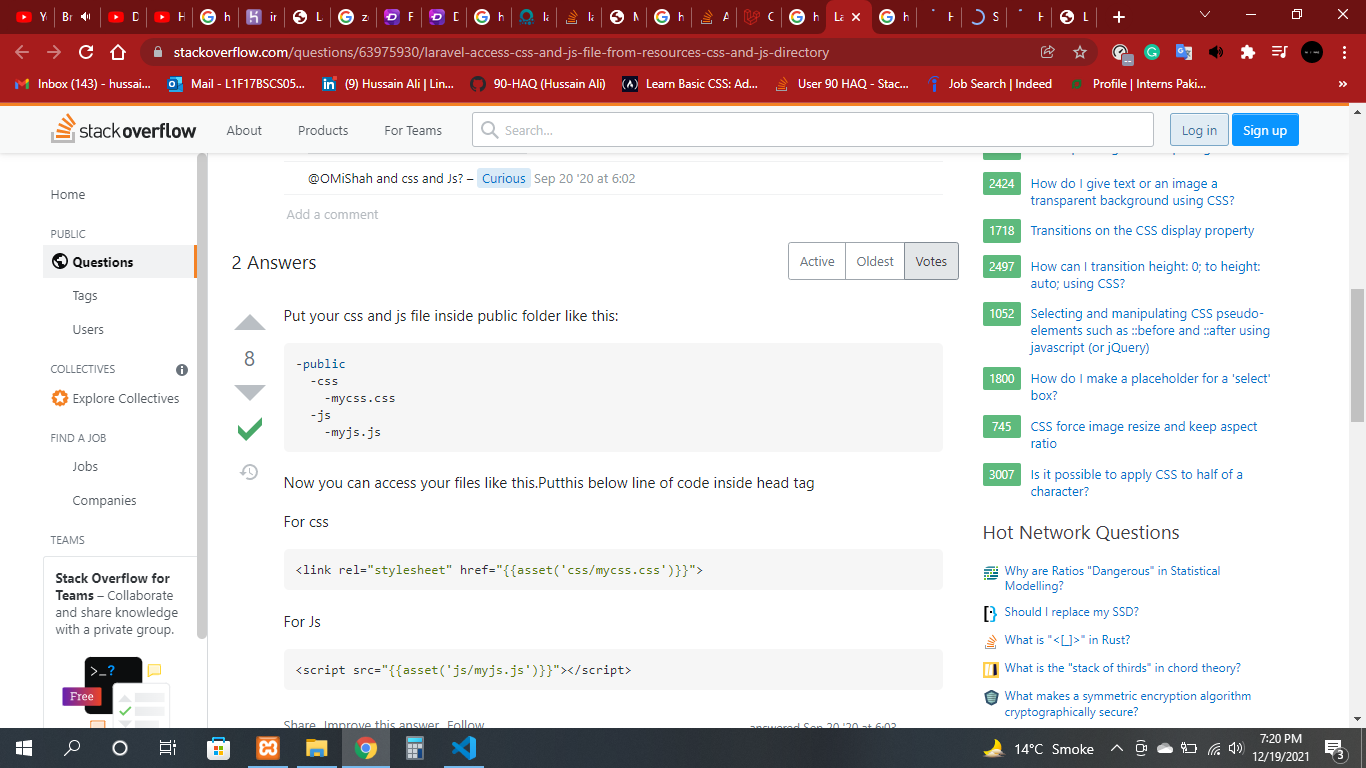 Y
Br
D
H
h
in
L
z
F
D
h
la
la
M
h
A
C
h
La
h
F
S
H
L
stackoverflow.com/questions/63975930/laravel-access-css-and-js-file-from-resources-css-and-js-directory
Inbox (143) - hussai...
Mail - L1F17BSCS05...
(9) Hussain Ali | Lin...
90-HAQ (Hussain Ali)
Learn Basic CSS: Ad...
User 90 HAQ - Stac...
Job Search | Indeed
Profile | Interns Paki...
»
stackoverflow
About
Products
For Teams
Search...
Log in
Sign up
Home
PUBLIC
Questions
Tags
Users
COLLECTIVES
Explore Collectives
FIND A JOB
Jobs
Companies
TEAMS
Stack Overflow for
Teams – Collaborate
and share knowledge
with a private group.
>_?
Free
@OMiShah and css and Js? – Curious Sep 20 '20 at 6:02
Add a comment
2 Answers
Active
Oldest
Votes
8
Put your css and js file inside public folder like this:
-public
-css
-mycss.css
-js
-myjs.js
Now you can access your files like this.Putthis below line of code inside head tag
For css
<link rel="stylesheet" href="{{asset('css/mycss.css')}}">
For Js
<script src="{{asset('js/myjs.js')}}"></script>
Share Improve this answer Follow
answered Sep 20 '20 at 6:03
2424 How do I give text or an image a
transparent background using CSS?
1718 Transitions on the CSS display property
2497 How can I transition height: 0; to height:
auto; using CSS?
1052 Selecting and manipulating CSS pseudo-
elements such as ::before and ::after using
javascript (or jQuery)
1800 How do I make a placeholder for a 'select'
box?
745 CSS force image resize and keep aspect
ratio
3007 Is it possible to apply CSS to half of a
character?
Hot Network Questions
Why are Ratios "Dangerous" in Statistical
Modelling?
Should I replace my SSD?
What is "<[_]>" in Rust?
What is the "stack of thirds" in chord theory?
What makes a symmetric encryption algorithm
cryptographically secure?
14°C Smoke
7:20 PM
12/19/2021
3